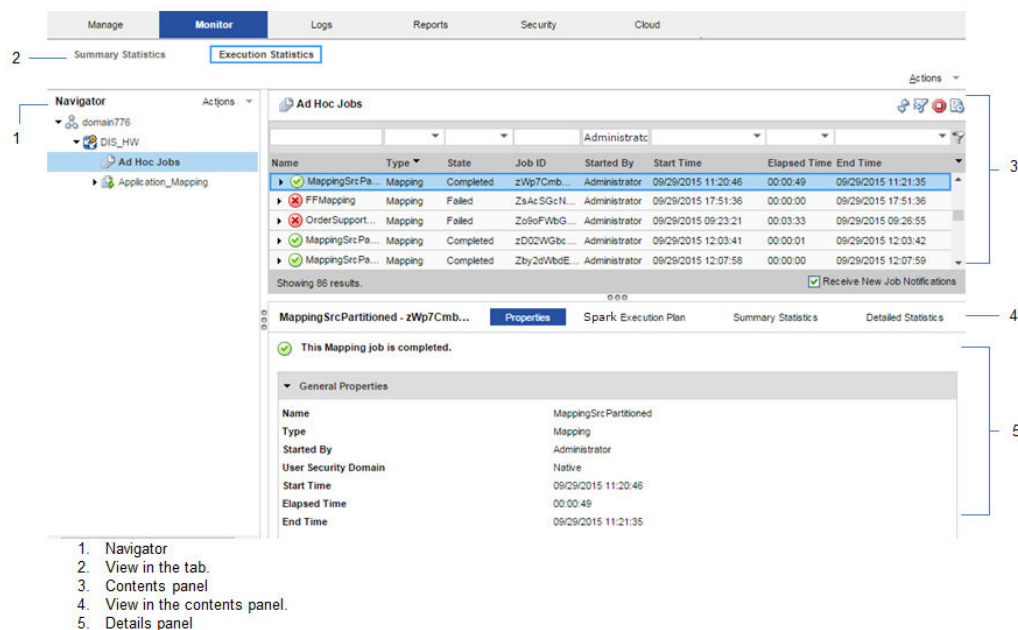 Manage Monitor Logs Reports Security Cloud
2 Summary Statistics Execution Statistics
Actions
Navigator Actions
1
domain776
DIS_HW
Ad Hoc Jobs
Application_Mapping
Ad Hoc Jobs
Administratc
3
Name Type State Job ID Started By Start Time Elapsed Time End Time
MappingSrcPa... Mapping Completed zWp7Cmb... Administrator 09/29/2015 11:20:46 00:00:49 09/29/2015 11:21:35
FFMapping Mapping Failed ZsAcSGcN... Administrator 09/29/2015 17:51:36 00:00:00 09/29/2015 17:51:36
OrderSupport... Mapping Failed Zo9oFWbG... Administrator 09/29/2015 09:23:21 00:03:33 09/29/2015 09:26:55
MappingSrcPa... Mapping Completed zD02WGbc... Administrator 09/29/2015 12:03:41 00:00:01 09/29/2015 12:03:42
MappingSrcPa... Mapping Completed Zby2dWbdE... Administrator 09/29/2015 12:07:58 00:00:00 09/29/2015 12:07:59
Showing 86 results. Receive New Job Notifications
MappingSrcPartitioned - zWp7Cmb... Properties Spark Execution Plan Summary Statistics Detailed Statistics 4
This Mapping job is completed.
General Properties
Name MappingSrcPartitioned
Type Mapping
5
Started By Administrator
User Security Domain Native
Start Time 09/29/2015 11:20:46
Elapsed Time 00:00:49
End Time 09/29/2015 11:21:35
1. Navigator
2. View in the tab.
3. Contents panel
4. View in the contents panel.
5. Details panel